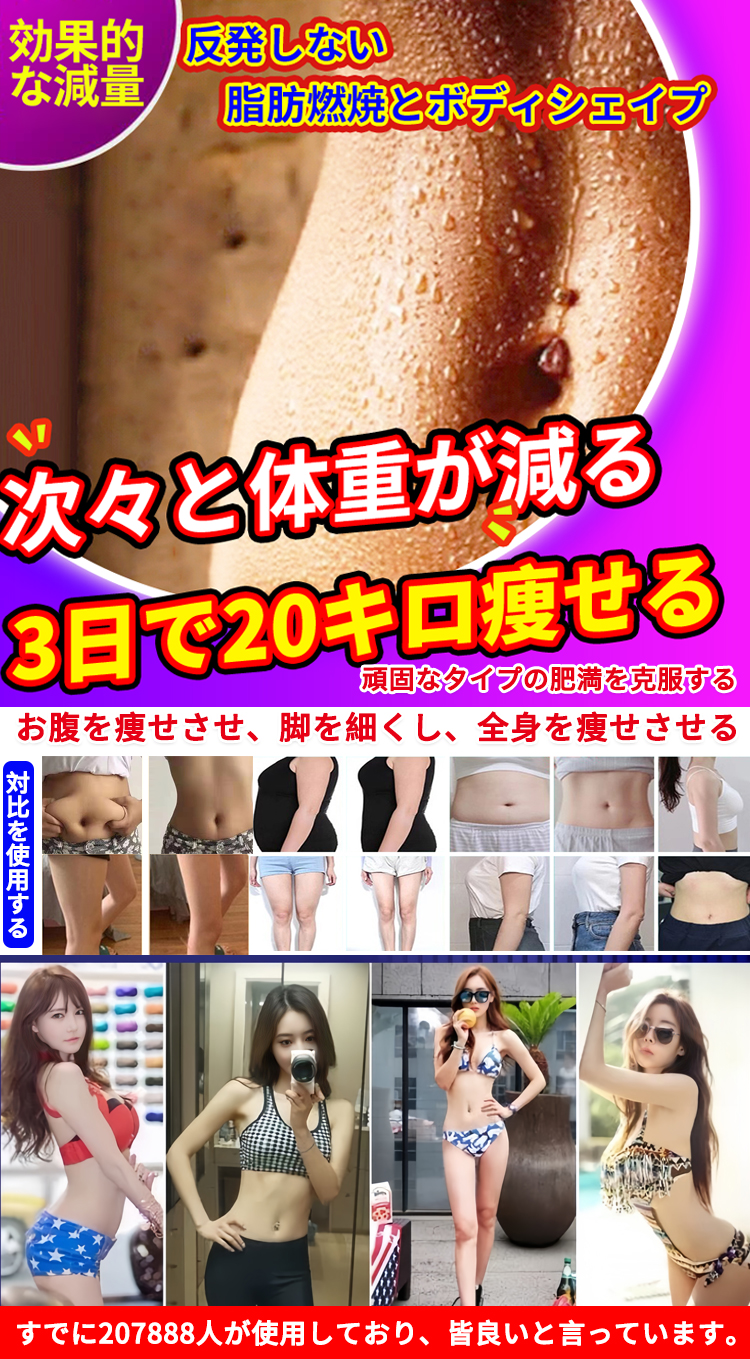 効果的
な減量
反発しない
脂肪燃焼とボディシェイプ
次々と体重が減る
3日で20キロ痩せる
頑固なタイプの肥満を克服する
お腹を痩せさせ、脚を細くし、全身を痩せさせる
対比を使用する
すでに207888人が使用しており、皆良いと言っています。